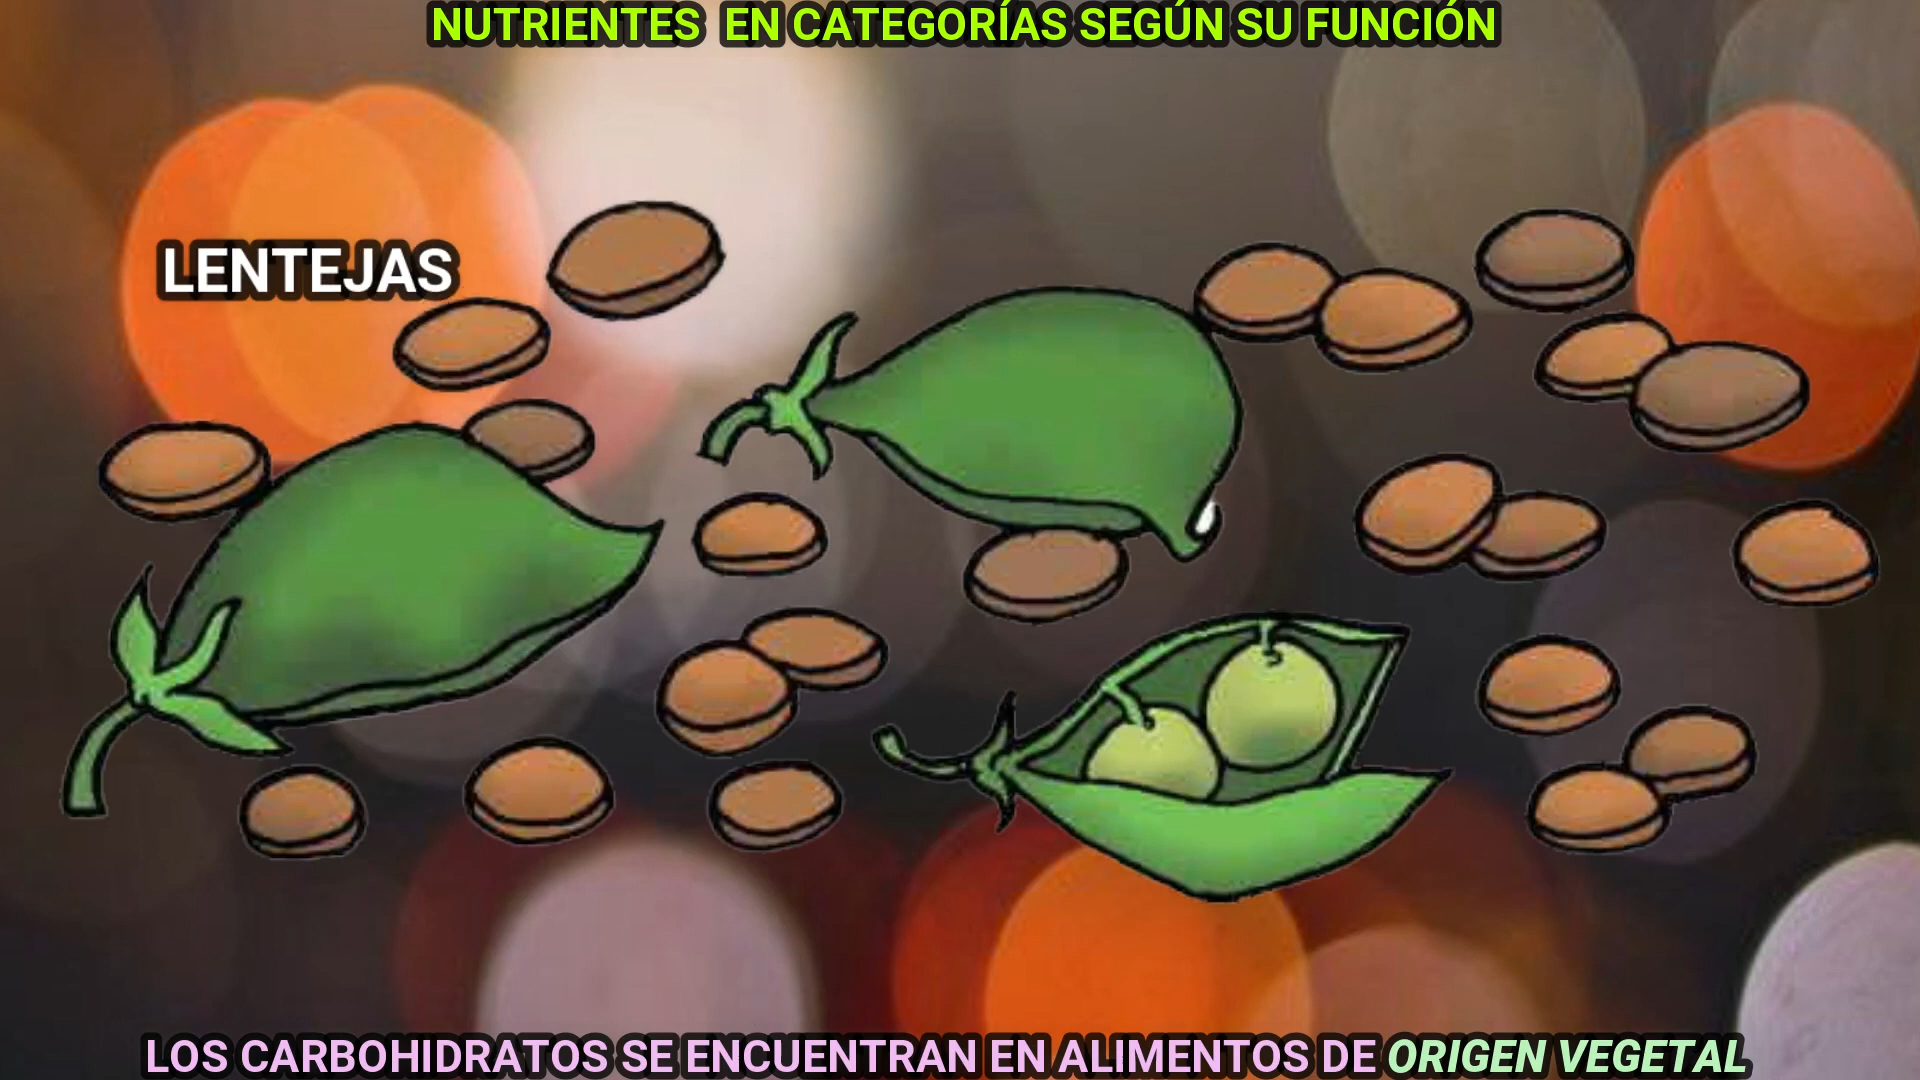 NUTRIENTES EN CATEGORÍAS SEGÚN SU FUNCIÓN
LENTEJAS
LOS CARBOHIDRATOS SE ENCUENTRAN EN ALIMENTOS DE ORIGEN VEGETAL